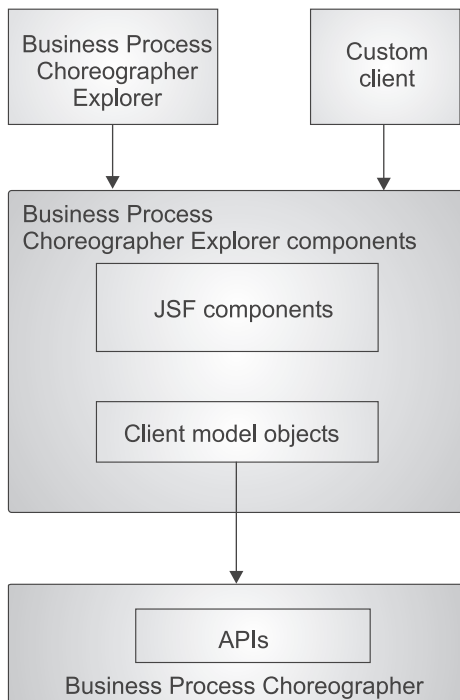 Business Process
Choreographer
Explorer
Custom
client
Business Process
Choreographer Explorer components
JSF components
Client model objects
APIs
Business Process Choreographer